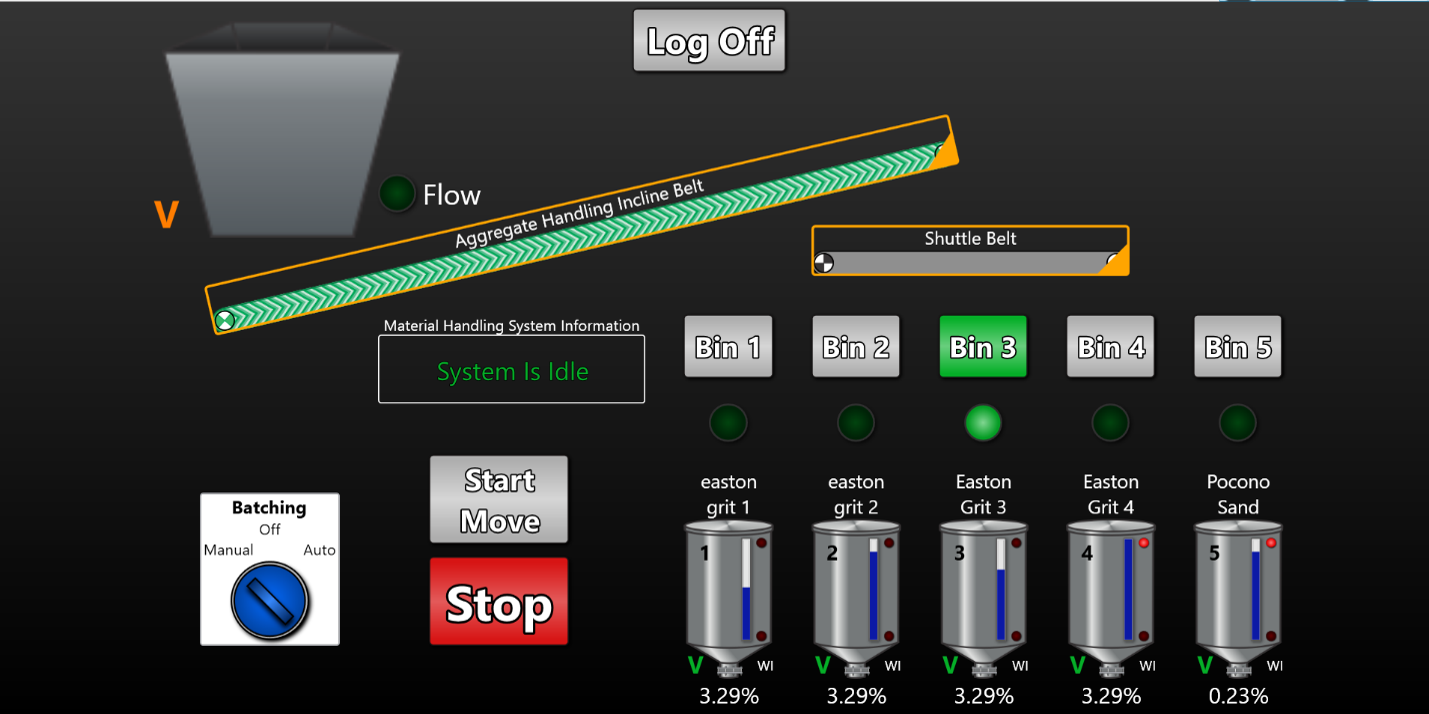 Log Off
V
Flow
Aggregate Handling Incline Belt
Shuttle Belt
Material Handling System Information
System Is Idle
Bin 1
Bin 2
Bin 3
Bin 4
Bin 5
Batching
Off
Manual
Auto
Start
Move
Stop
easton
grit 1
easton
grit 2
Easton
Grit 3
Easton
Grit 4
Pocono
Sand
1
2
3
4
5
V
WI
V
WI
V
WI
V
WI
V
WI
3.29%
3.29%
3.29%
3.29%
0.23%